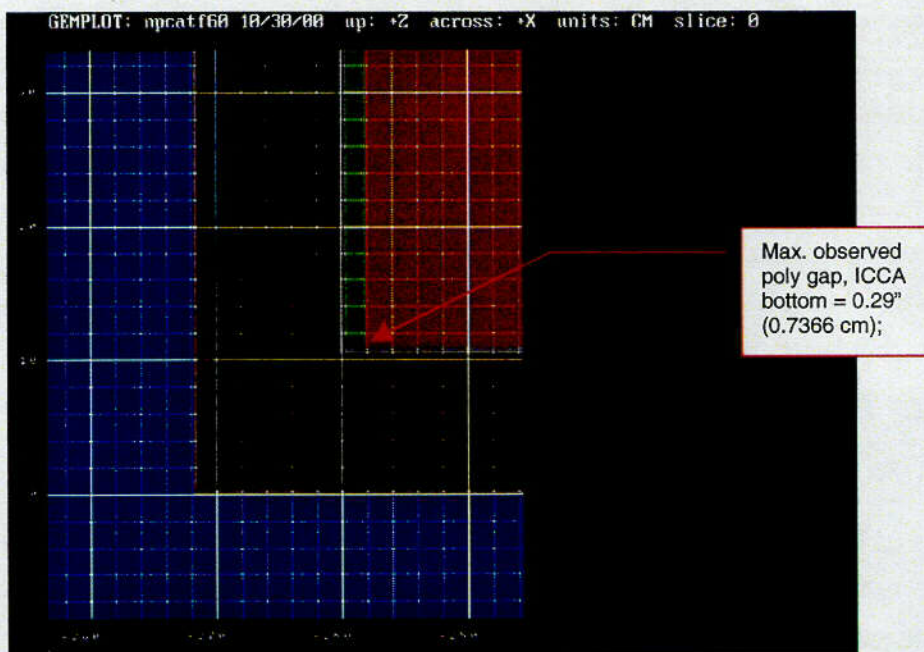 GEMPLOT: npcatf60 10/30/00 up: +Z across: +X units: CM slice: 0
Max. observed
poly gap, ICCA
bottom = 0.29"
(0.7366 cm);